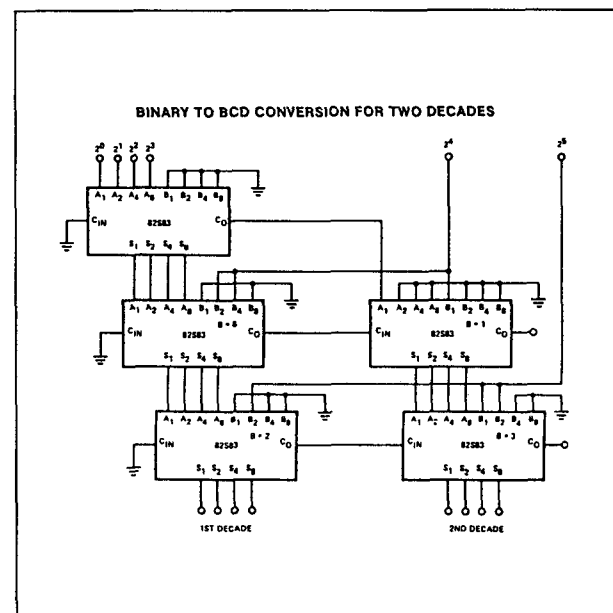 BINARY TO BCD CONVERSION FOR TWO DECADES
2⁰ 2¹ 2² 2³ 2⁴ 2⁵
A₁ A₂ A₄ A₈ B₁ B₂ B₄ B₈
C_IN 82S83 C_O
S₁ S₂ S₄ S₈
A₁ A₂ A₄ A₈ B₁ B₂ B₄ B₈ A₁ A₂ A₄ A₈ B₁ B₂ B₄ B₈
B = 6 B = 1
C_IN 82S83 C_O C_IN 82S83 C_O
S₁ S₂ S₄ S₈ S₁ S₂ S₄ S₈
A₁ A₂ A₄ A₈ B₁ B₂ B₄ B₈ A₁ A₂ A₄ A₈ B₁ B₂ B₄ B₈
B = 2 B = 3
C_IN 82S83 C_O C_IN 82S83 C_O
S₁ S₂ S₄ S₈ S₁ S₂ S₄ S₈
1ST DECADE 2ND DECADE